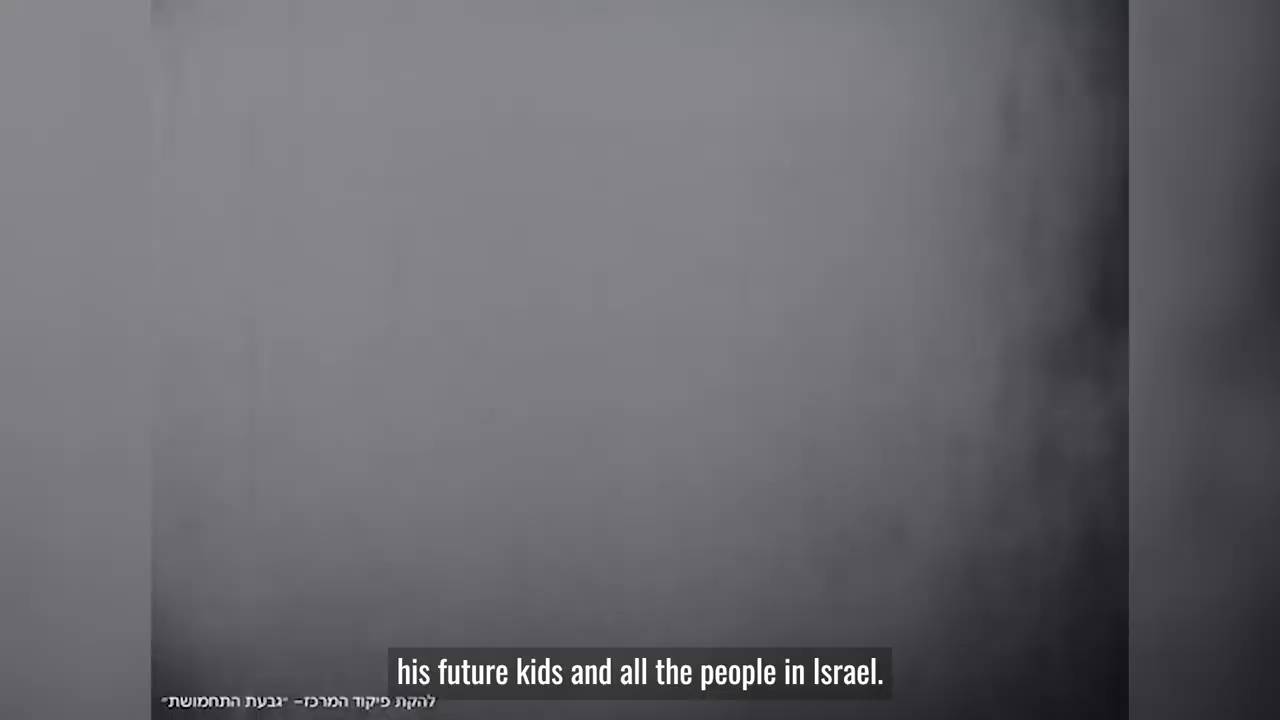 his future kids and all the people in Israel.
להקת פיקוד המרכז- "גבעת התחמושת"